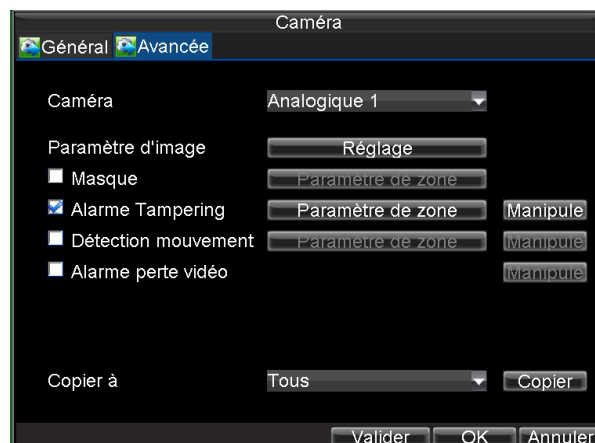 Caméra
Général Avancée
Caméra Analogique 1
Paramètre d'image Réglage
Masque Paramètre de zone
Alarme Tampering Paramètre de zone Manipule
Détection mouvement Paramètre de zone Manipule
Alarme perte vidéo Manipule
Copier à Tous Copier
Valider OK Annuler